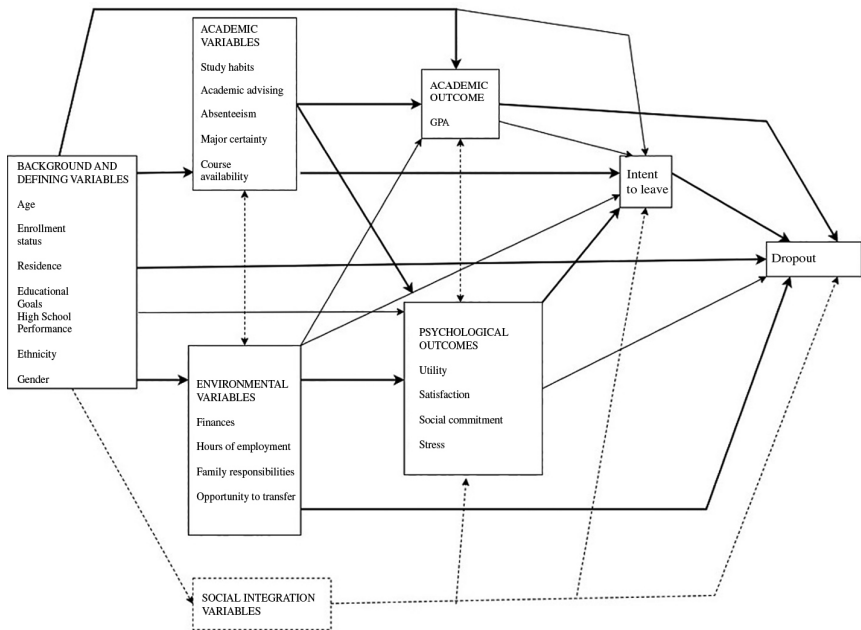 ACADEMIC
VARIABLES
Study habits
Academic advising
Absenteeism
Major certainty
Course
availability
ACADEMIC
OUTCOME
GPA
BACKGROUND AND
DEFINING VARIABLES
Age
Enrollment
status
Residence
Educational
Goals
High School
Performance
Ethnicity
Gender
Intent
to leave
Dropout
ENVIRONMENTAL
VARIABLES
Finances
Hours of employment
Family responsibilities
Opportunity to transfer
PSYCHOLOGICAL
OUTCOMES
Utility
Satisfaction
Social commitment
Stress
SOCIAL INTEGRATION
VARIABLES